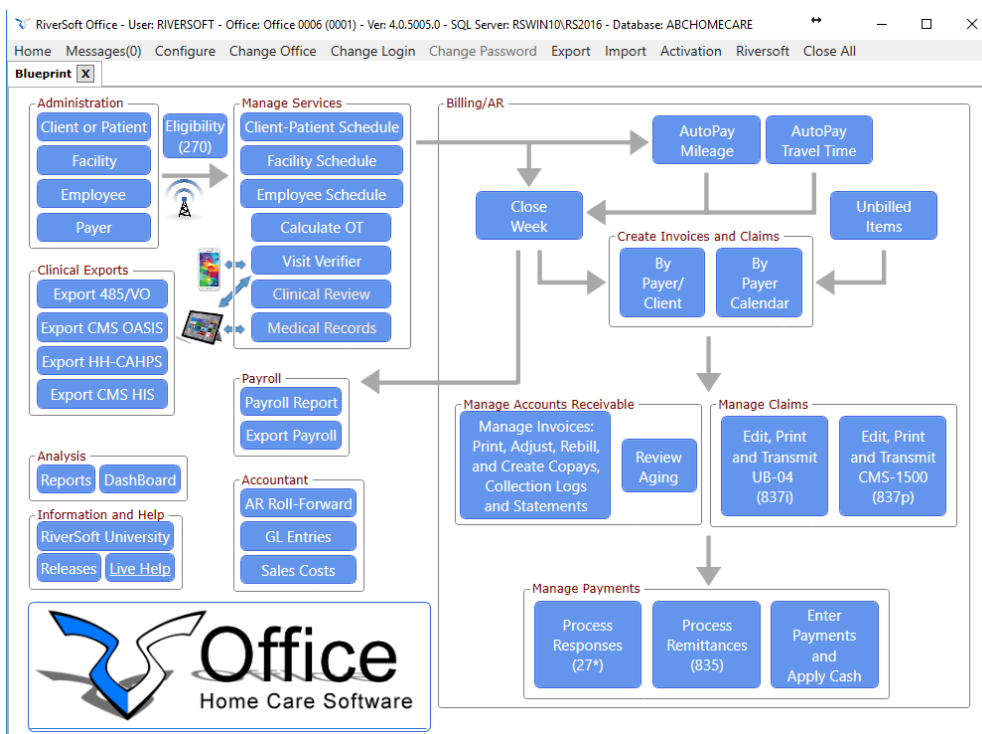 RiverSoft Office - User: RIVERSOFT - Office: Office 0006 (0001) - Ver: 4.0.5005.0 - SQL Server: RSWIN10\RS2016 - Database: ABCHOMECARE
Home Messages(0) Configure Change Office Change Login Change Password Export Import Activation Riversoft Close All
Blueprint X
Administration
Client or Patient
Facility
Employee
Payer
Eligibility
(270)
Manage Services
Client-Patient Schedule
Facility Schedule
Employee Schedule
Calculate OT
Visit Verifier
Clinical Review
Medical Records
Clinical Exports
Export 485/VO
Export CMS OASIS
Export HH-CAHPS
Export CMS HIS
Payroll
Payroll Report
Export Payroll
Analysis
Reports
DashBoard
Accountant
AR Roll-Forward
GL Entries
Sales Costs
Information and Help
RiverSoft University
Releases
Live Help
Office
Home Care Software
Billing/AR
AutoPay
Mileage
AutoPay
Travel Time
Close
Week
Unbilled
Items
Create Invoices and Claims
By
Payer/
Client
By
Payer
Calendar
Manage Accounts Receivable
Manage Invoices:
Print, Adjust, Rebill,
and Create Copays,
Collection Logs
and Statements
Review
Aging
Manage Claims
Edit, Print
and Transmit
UB-04
(837i)
Edit, Print
and Transmit
CMS-1500
(837p)
Manage Payments
Process
Responses
(27*)
Process
Remittances
(835)
Enter
Payments
and
Apply Cash